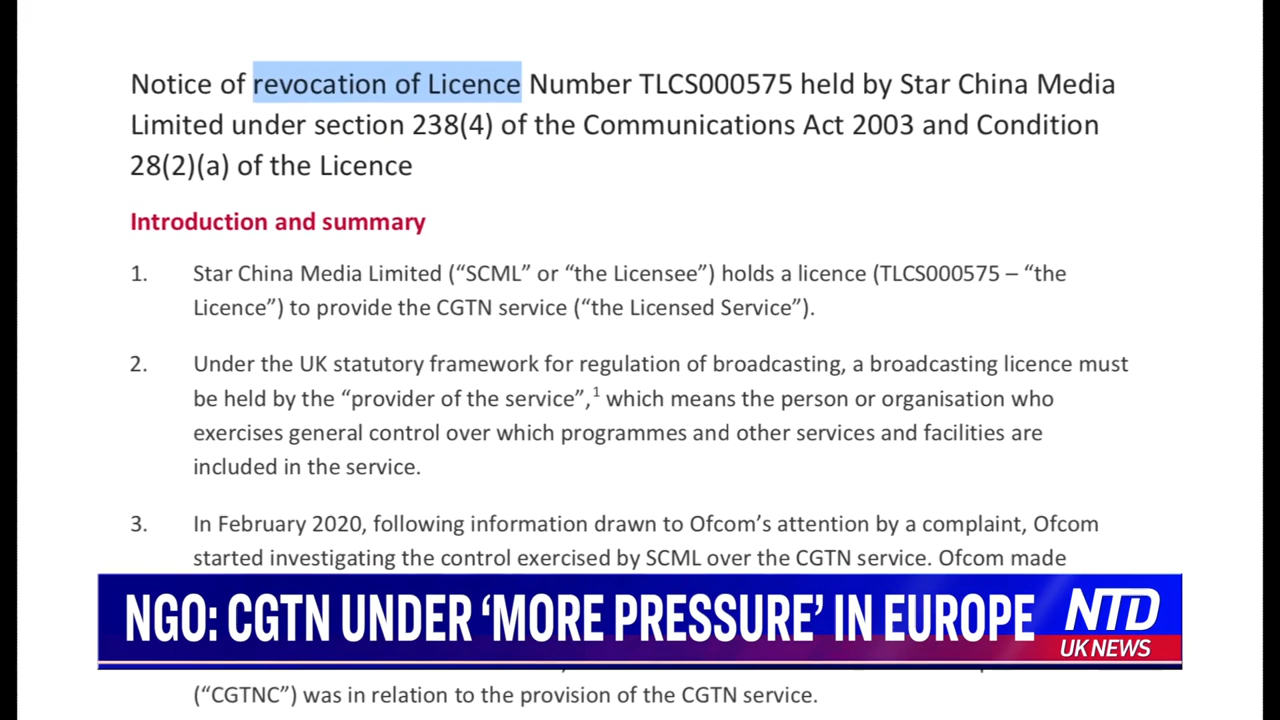 Notice of revocation of Licence Number TLCS000575 held by Star China Media
Limited under section 238(4) of the Communications Act 2003 and Condition
28(2)(a) of the Licence
Introduction and summary
1. Star China Media Limited (“SCML” or “the Licensee”) holds a licence (TLCS000575 – “the
Licence”) to provide the CGTN service (“the Licensed Service”).
2. Under the UK statutory framework for regulation of broadcasting, a broadcasting licence must
be held by the “provider of the service”,1 which means the person or organisation who
exercises general control over which programmes and other services and facilities are
included in the service.
3. In February 2020, following information drawn to Ofcom’s attention by a complaint, Ofcom
started investigating the control exercised by SCML over the CGTN service. Ofcom made
NGO: CGTN UNDER ‘MORE PRESSURE’ IN EUROPE
NTD
UK NEWS
(“CGTNC”) was in relation to the provision of the CGTN service.